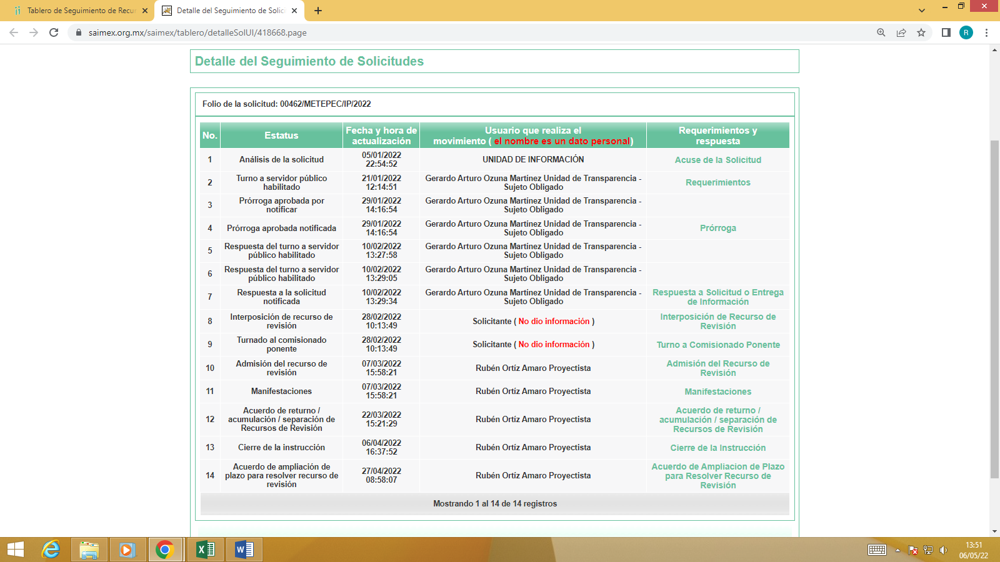 Tablero de Seguimiento de Recur
Detalle del Seguimiento de Solic
saimex.org.mx/saimex/tablero/detalleSolUI/418668.page
R
Detalle del Seguimiento de Solicitudes
Folio de la solicitud: 00462/METEPEC/IP/2022
No.
Estatus
Fecha y hora de
actualización
Usuario que realiza el
movimiento ( el nombre es un dato personal)
Requerimientos y
respuesta
1
Análisis de la solicitud
05/01/2022
22:54:52
UNIDAD DE INFORMACIÓN
Acuse de la Solicitud
2
Turno a servidor público
habilitado
21/01/2022
12:14:51
Gerardo Arturo Ozuna Martínez Unidad de Transparencia -
Sujeto Obligado
Requerimientos
3
Prórroga aprobada por
notificar
29/01/2022
14:16:54
Gerardo Arturo Ozuna Martínez Unidad de Transparencia -
Sujeto Obligado
4
Prórroga aprobada notificada
29/01/2022
14:16:54
Gerardo Arturo Ozuna Martínez Unidad de Transparencia -
Sujeto Obligado
Prórroga
5
Respuesta del turno a servidor
público habilitado
10/02/2022
13:27:58
Gerardo Arturo Ozuna Martínez Unidad de Transparencia -
Sujeto Obligado
6
Respuesta del turno a servidor
público habilitado
10/02/2022
13:29:05
Gerardo Arturo Ozuna Martínez Unidad de Transparencia -
Sujeto Obligado
7
Respuesta a la solicitud
notificada
10/02/2022
13:29:34
Gerardo Arturo Ozuna Martínez Unidad de Transparencia -
Sujeto Obligado
Respuesta a Solicitud o Entrega
de Información
8
Interposición de recurso de
revisión
28/02/2022
10:13:49
Solicitante ( No dio información )
Interposición de Recurso de
Revisión
9
Turnado al comisionado
ponente
28/02/2022
10:13:49
Solicitante ( No dio información )
Turno a Comisionado Ponente
10
Admisión del recurso de
revisión
07/03/2022
15:58:21
Rubén Ortíz Amaro Proyectista
Admisión del Recurso de
Revisión
11
Manifestaciones
07/03/2022
15:58:21
Rubén Ortíz Amaro Proyectista
Manifestaciones
12
Acuerdo de returno /
acumulación / separación de
Recursos de Revisión
22/03/2022
15:21:29
Rubén Ortíz Amaro Proyectista
Acuerdo de returno /
acumulación / separación de
Recursos de Revisión
13
Cierre de la instrucción
06/04/2022
16:37:52
Rubén Ortíz Amaro Proyectista
Cierre de la Instrucción
14
Acuerdo de ampliación de
plazo para resolver recurso de
revisión
27/04/2022
08:58:07
Rubén Ortíz Amaro Proyectista
Acuerdo de Ampliacion de Plazo
para Resolver Recurso de
Revisión
Mostrando 1 al 14 de 14 registros
13:51
06/05/22